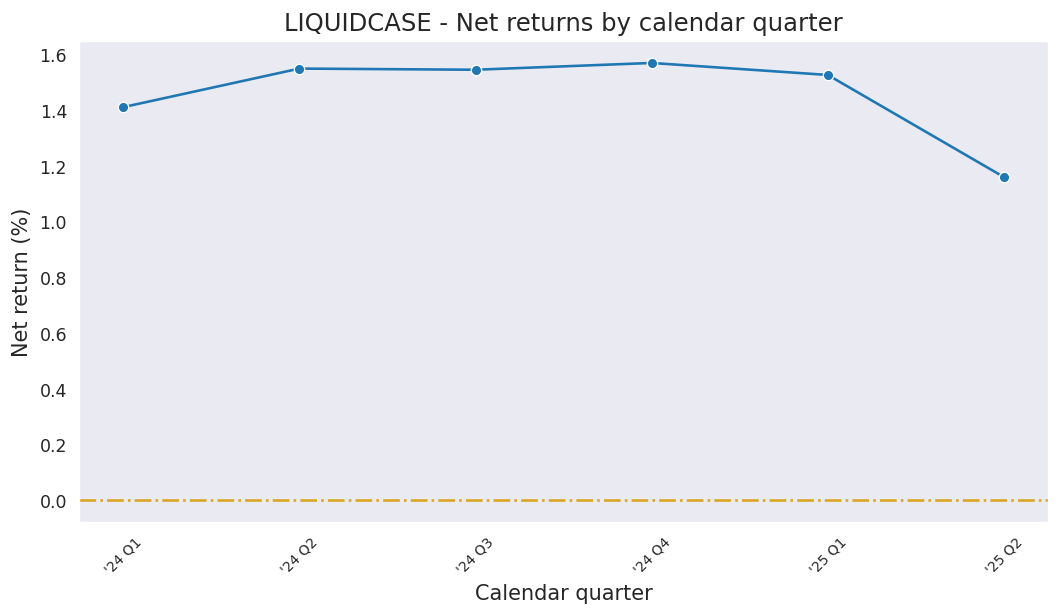 LIQUIDCASE - Net returns by calendar quarter
Net return (%)
1.6
1.4
1.2
1.0
0.8
0.6
0.4
0.2
0.0
'24 Q1
'24 Q2
'24 Q3
'24 Q4
'25 Q1
'25 Q2
Calendar quarter